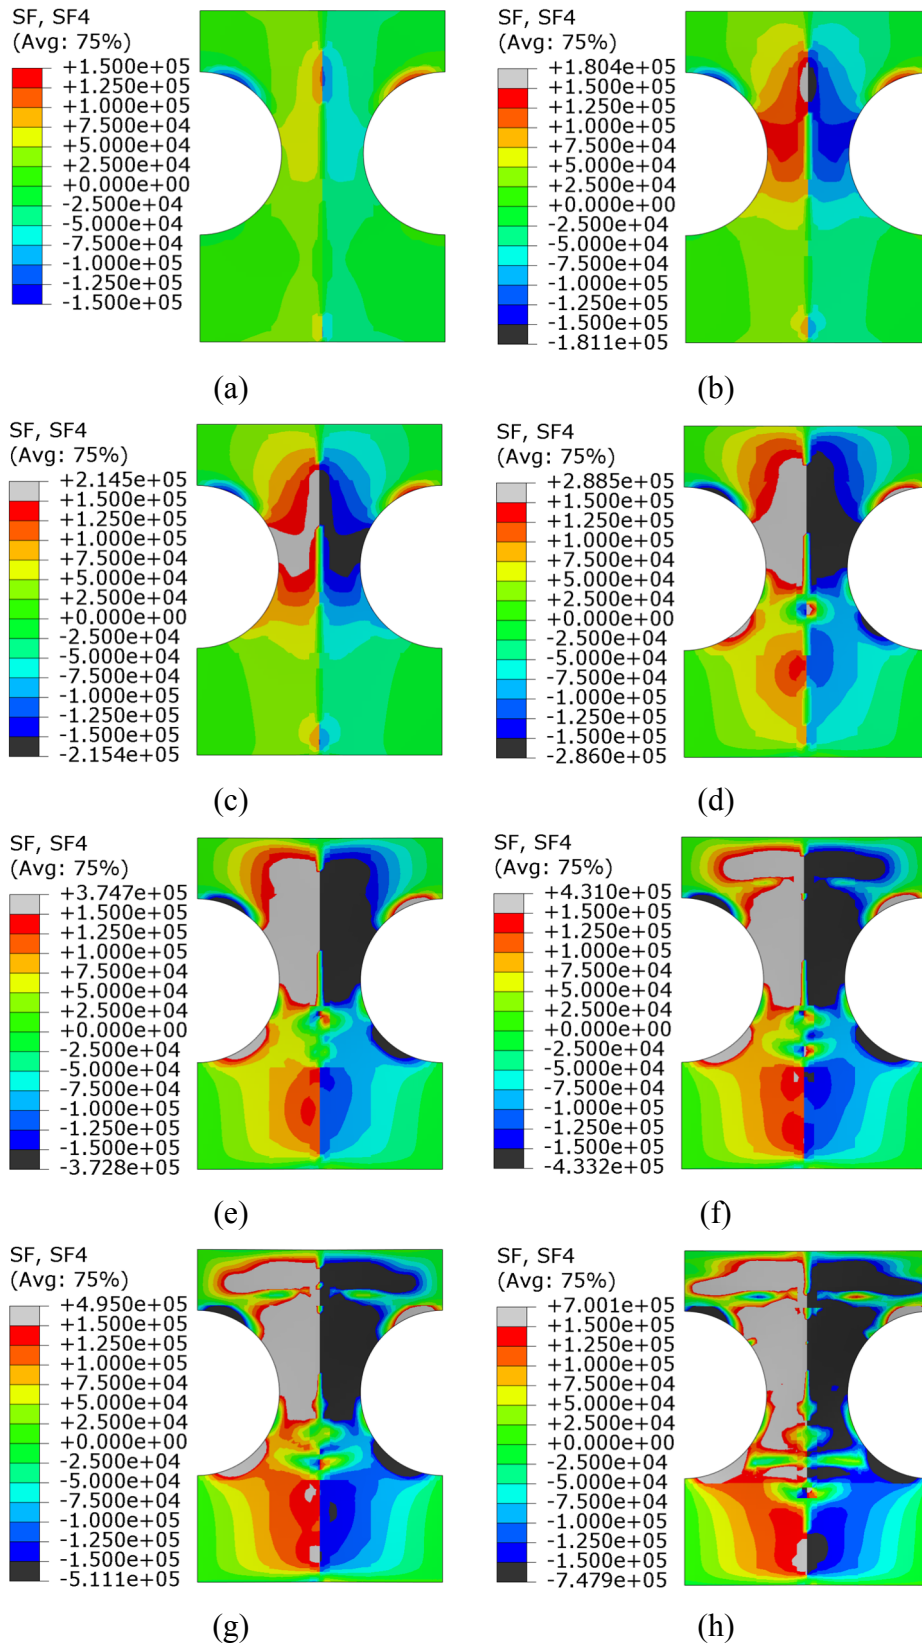 SF, SF4
(Avg: 75%)
+1.500e+05
+1.250e+05
+1.000e+05
+7.500e+04
+5.000e+04
+2.500e+04
+0.000e+00
-2.500e+04
-5.000e+04
-7.500e+04
-1.000e+05
-1.250e+05
-1.500e+05
(a)
SF, SF4
(Avg: 75%)
+1.804e+05
+1.500e+05
+1.250e+05
+1.000e+05
+7.500e+04
+5.000e+04
+2.500e+04
+0.000e+00
-2.500e+04
-5.000e+04
-7.500e+04
-1.000e+05
-1.250e+05
-1.500e+05
-1.811e+05
(b)
SF, SF4
(Avg: 75%)
+2.145e+05
+1.500e+05
+1.250e+05
+1.000e+05
+7.500e+04
+5.000e+04
+2.500e+04
+0.000e+00
-2.500e+04
-5.000e+04
-7.500e+04
-1.000e+05
-1.250e+05
-1.500e+05
-2.154e+05
(c)
SF, SF4
(Avg: 75%)
+2.885e+05
+1.500e+05
+1.250e+05
+1.000e+05
+7.500e+04
+5.000e+04
+2.500e+04
+0.000e+00
-2.500e+04
-5.000e+04
-7.500e+04
-1.000e+05
-1.250e+05
-1.500e+05
-2.860e+05
(d)
SF, SF4
(Avg: 75%)
+3.747e+05
+1.500e+05
+1.250e+05
+1.000e+05
+7.500e+04
+5.000e+04
+2.500e+04
+0.000e+00
-2.500e+04
-5.000e+04
-7.500e+04
-1.000e+05
-1.250e+05
-1.500e+05
-3.728e+05
(e)
SF, SF4
(Avg: 75%)
+4.310e+05
+1.500e+05
+1.250e+05
+1.000e+05
+7.500e+04
+5.000e+04
+2.500e+04
+0.000e+00
-2.500e+04
-5.000e+04
-7.500e+04
-1.000e+05
-1.250e+05
-1.500e+05
-4.332e+05
(f)
SF, SF4
(Avg: 75%)
+4.950e+05
+1.500e+05
+1.250e+05
+1.000e+05
+7.500e+04
+5.000e+04
+2.500e+04
+0.000e+00
-2.500e+04
-5.000e+04
-7.500e+04
-1.000e+05
-1.250e+05
-1.500e+05
-5.111e+05
(g)
SF, SF4
(Avg: 75%)
+7.001e+05
+1.500e+05
+1.250e+05
+1.000e+05
+7.500e+04
+5.000e+04
+2.500e+04
+0.000e+00
-2.500e+04
-5.000e+04
-7.500e+04
-1.000e+05
-1.250e+05
-1.500e+05
-7.479e+05
(h)